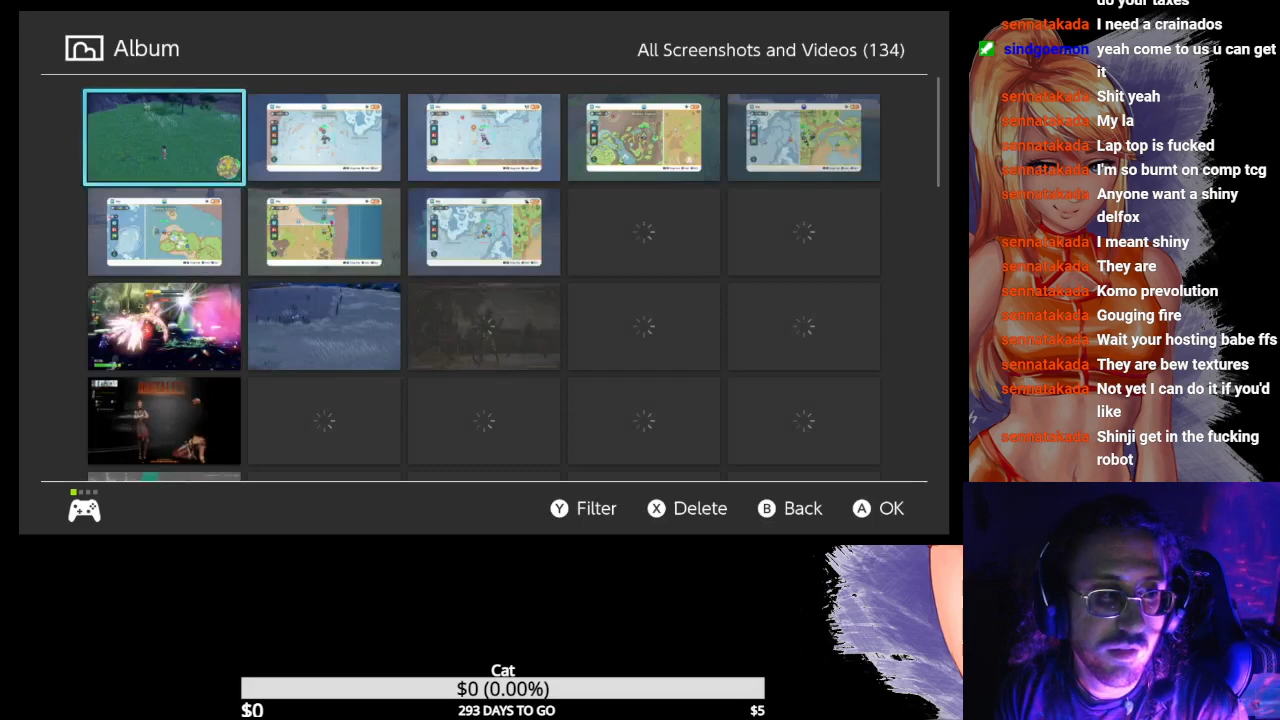 Album
All Screenshots and Videos (134)
Y Filter
X Delete
B Back
A OK
do your taxes
sennatakada I need a crainados
sindgoemon yeah come to us u can get
it
sennatakada Shit yeah
sennatakada My la
sennatakada Lap top is fucked
sennatakada I'm so burnt on comp tcg
sennatakada Anyone want a shiny
delfox
sennatakada I meant shiny
sennatakada They are
sennatakada Komo prevolution
sennatakada Gouging fire
sennatakada Wait your hosting babe ffs
sennatakada They are bew textures
sennatakada Not yet I can do it if you'd
like
sennatakada Shinji get in the fucking
robot
Cat
$0 (0.00%)
$0
293 DAYS TO GO
$5